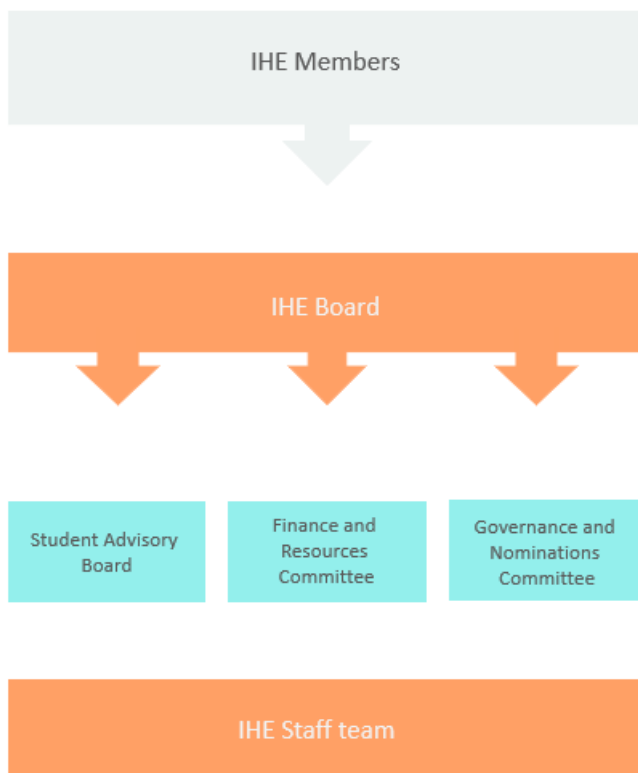 IHE Members
IHE Board
Student Advisory
Board
Finance and
Resources
Committee
Governance and
Nominations
Committee
IHE Staff team